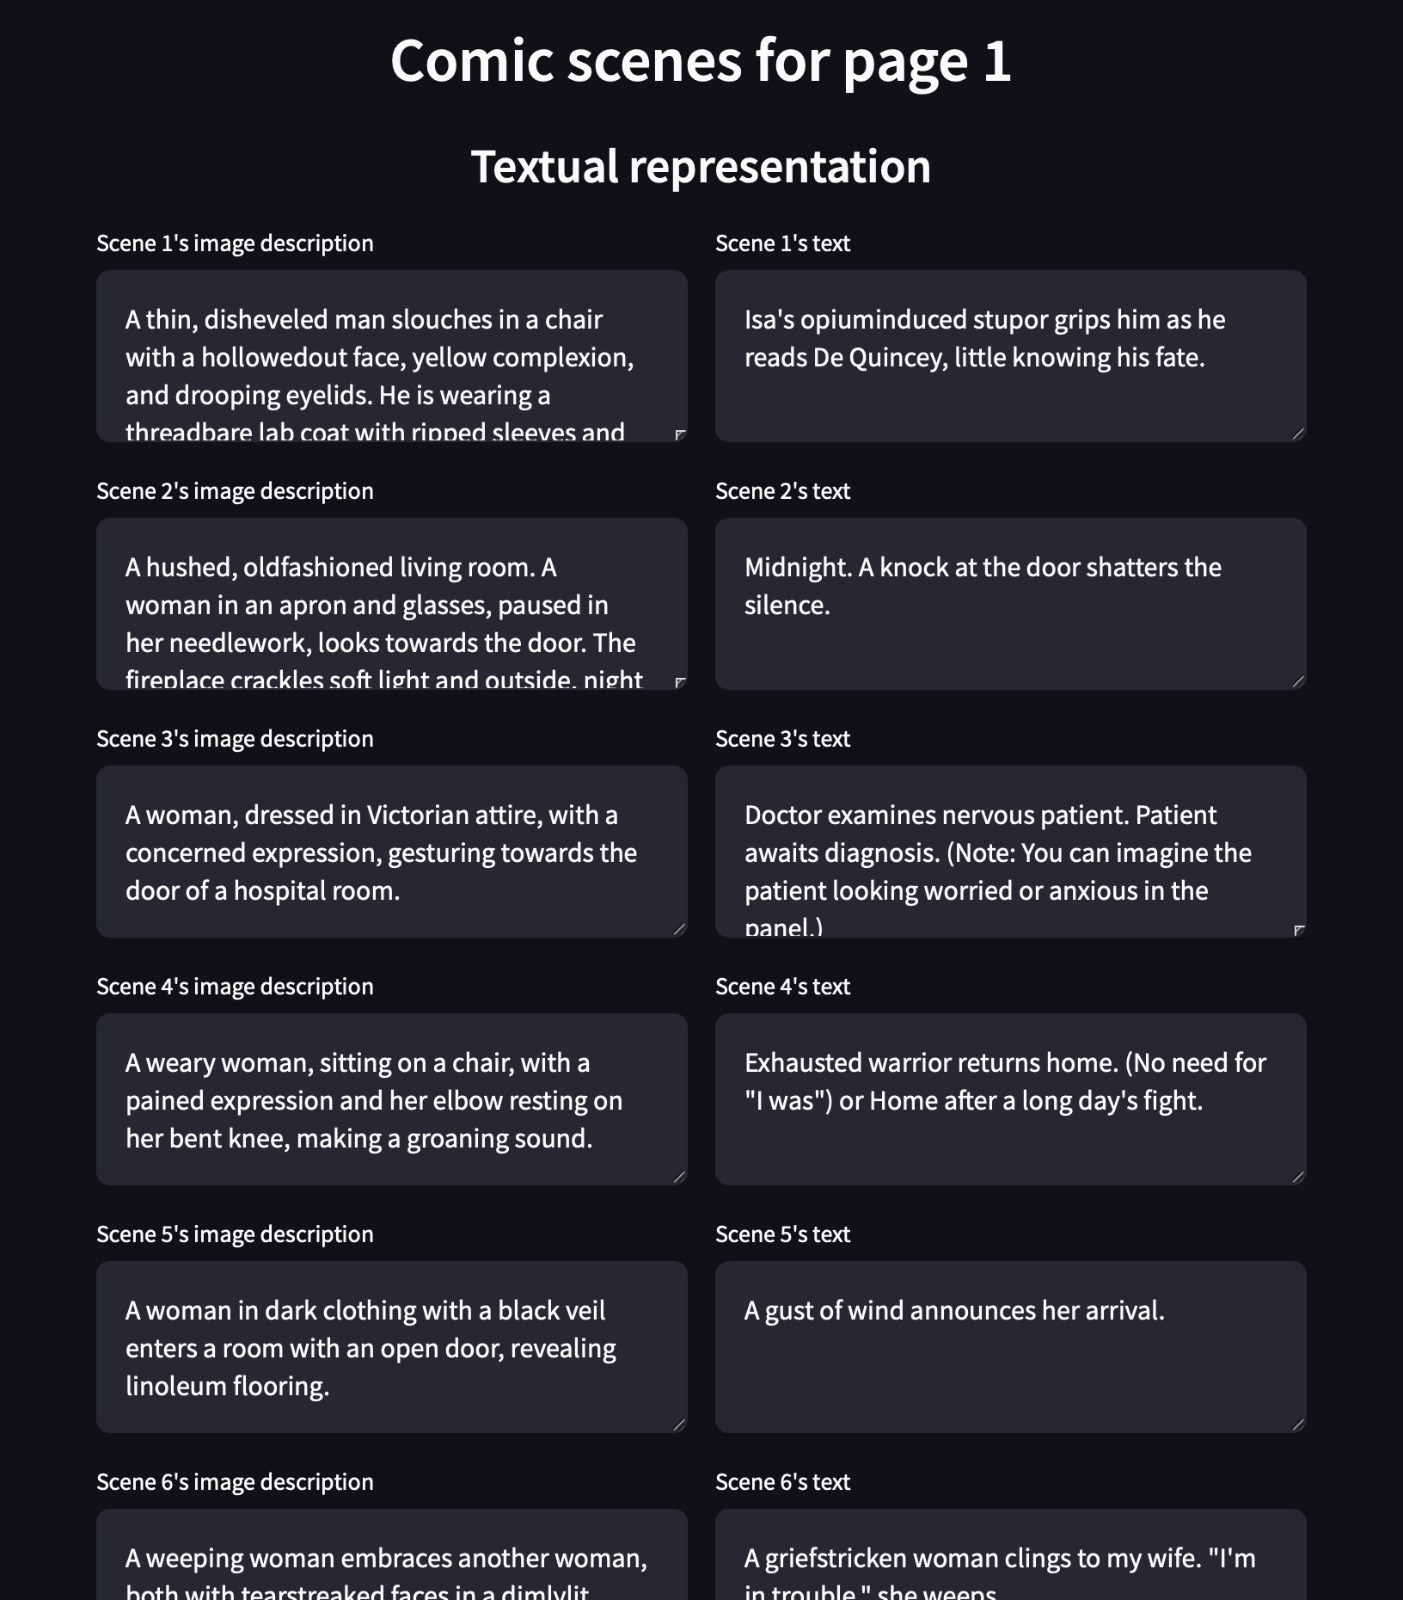 Comic scenes for page 1
Textual representation
Scene 1's image description
A thin, disheveled man slouches in a chair
with a hollowedout face, yellow complexion,
and drooping eyelids. He is wearing a
threadbare lab coat with ripped sleeves and
Scene 1's text
Isa's opiuminduced stupor grips him as he
reads De Quincey, little knowing his fate.
Scene 2's image description
A hushed, oldfashioned living room. A
woman in an apron and glasses, paused in
her needlework, looks towards the door. The
fireplace crackles soft light and outside, night
Scene 2's text
Midnight. A knock at the door shatters the
silence.
Scene 3's image description
A woman, dressed in Victorian attire, with a
concerned expression, gesturing towards the
door of a hospital room.
Scene 3's text
Doctor examines nervous patient. Patient
awaits diagnosis. (Note: You can imagine the
patient looking worried or anxious in the
panel.)
Scene 4's image description
A weary woman, sitting on a chair, with a
pained expression and her elbow resting on
her bent knee, making a groaning sound.
Scene 4's text
Exhausted warrior returns home. (No need for
"I was") or Home after a long day's fight.
Scene 5's image description
A woman in dark clothing with a black veil
enters a room with an open door, revealing
linoleum flooring.
Scene 5's text
A gust of wind announces her arrival.
Scene 6's image description
A weeping woman embraces another woman,
both with tearstreaked faces in a dimlylit
Scene 6's text
A griefstricken woman clings to my wife. "I'm
in trouble," she weeps.